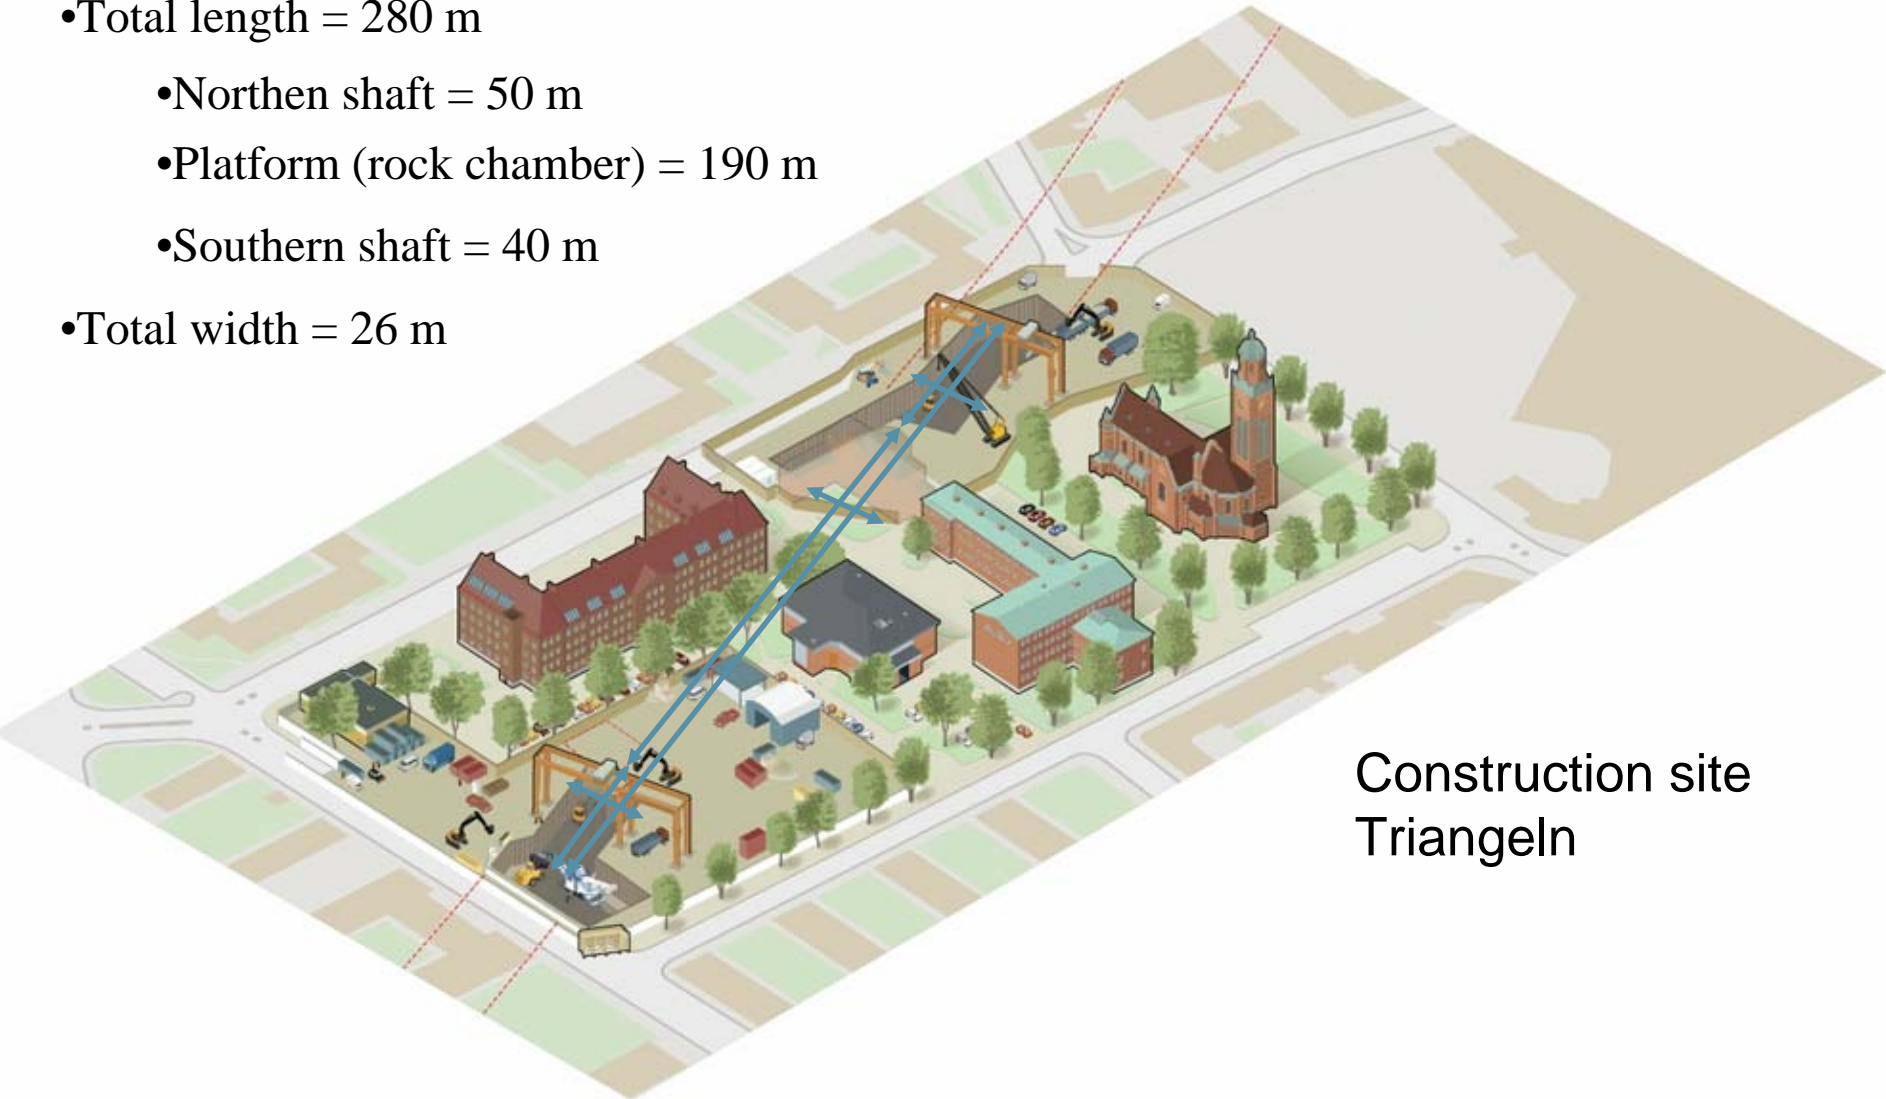 •Total length = 280 m
•Northen shaft = 50 m
•Platform (rock chamber) = 190 m
•Southern shaft = 40 m
•Total width = 26 m
Construction site
Triangeln